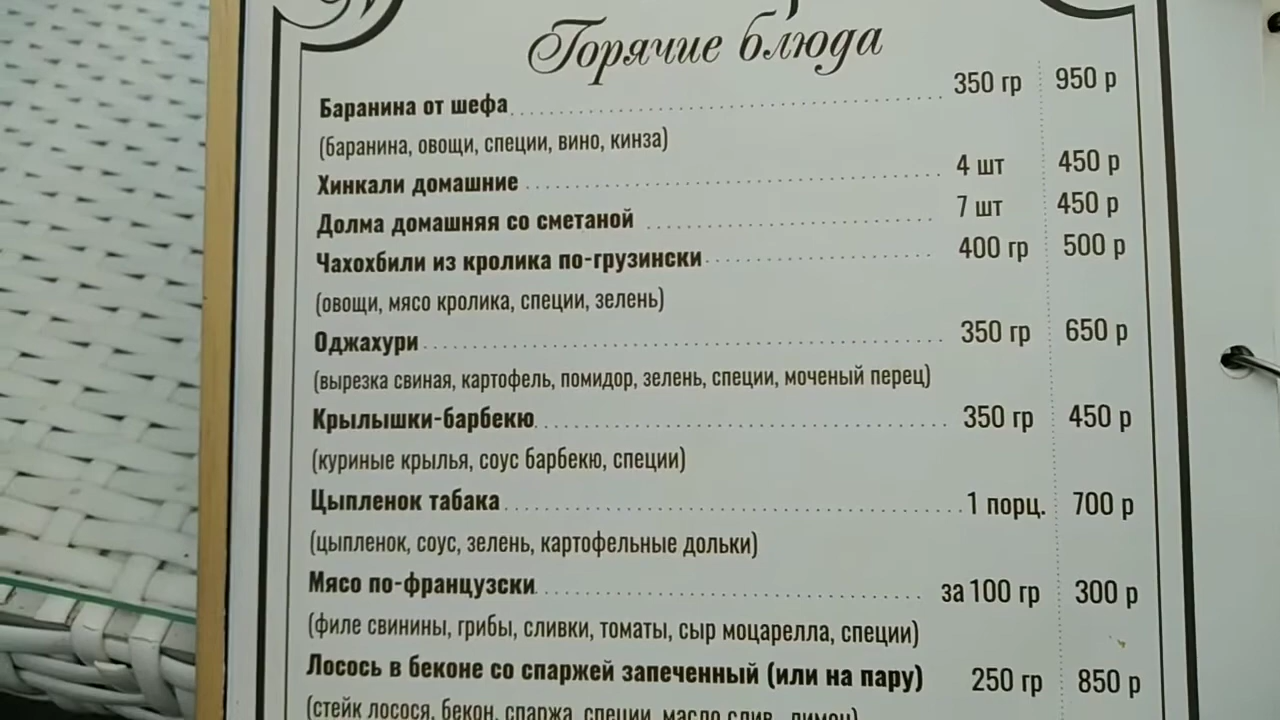 Горячие блюда
Баранина от шефа 350 гр 950 р
(баранина, овощи, специи, вино, кинза)
Хинкали домашние 4 шт 450 р
Долма домашняя со сметаной 7 шт 450 р
Чахохбили из кролика по-грузински 400 гр 500 р
(овощи, мясо кролика, специи, зелень)
Оджахури 350 гр 650 р
(вырезка свиная, картофель, помидор, зелень, специи, моченый перец)
Крылышки-барбекю 350 гр 450 р
(куриные крылья, соус барбекю, специи)
Цыпленок табака 1 порц. 700 р
(цыпленок, соус, зелень, картофельные дольки)
Мясо по-французски за 100 гр 300 р
(филе свинины, грибы, сливки, томаты, сыр моцарелла, специи)
Лосось в беконе со спаржей запеченный (или на пару) 250 гр 850 р
(стейк лосося, бекон, спаржа, специи, масло слив., лимон)